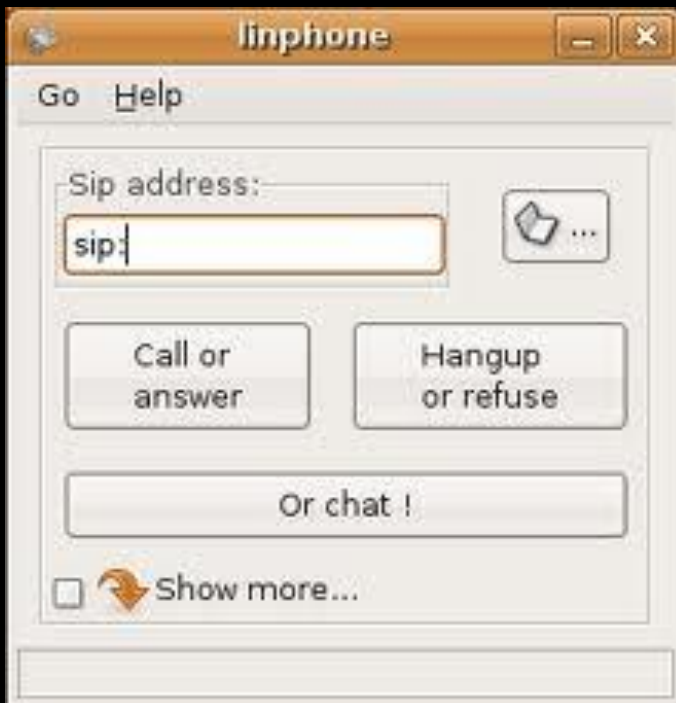 linphone
Go Help
Sip address:
sip:
...
Call or
answer
Hangup
or refuse
Or chat !
Show more...